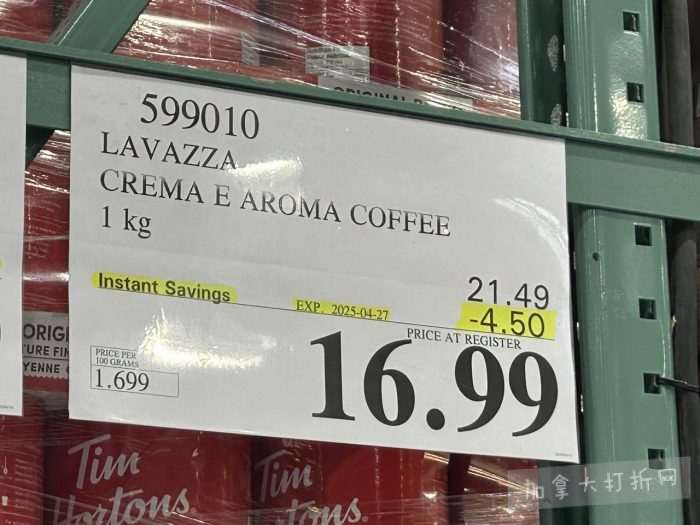 599010
LAVAZZA
CREMA E AROMA COFFEE
1 kg
21.49
Instant Savings
EXP. 2025-04-27
-4.50
PRICE AT REGISTER
PRICE PER
100 GRAMS
1.699
16.99
ORIGINAL
Tim
Hortons
Tim
Hortons
加拿大打折网